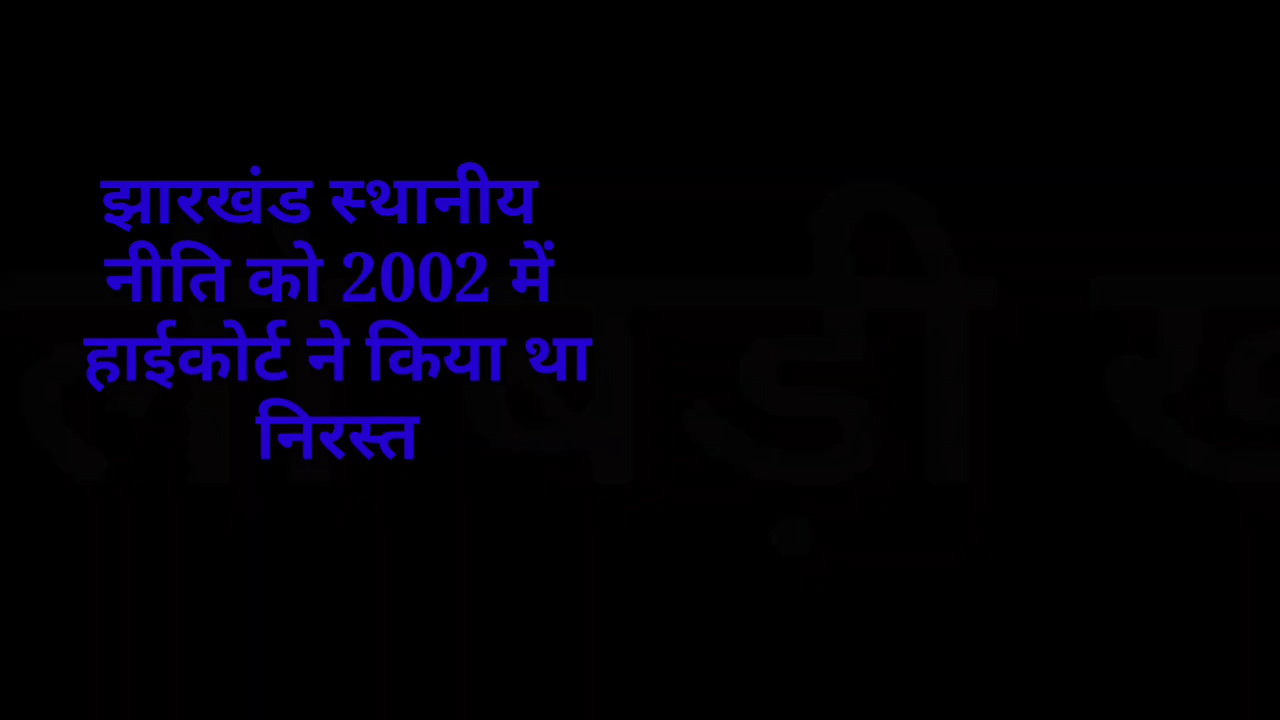 झारखंड स्थानीय
नीति को 2002 में
हाईकोर्ट ने किया था
निरस्त